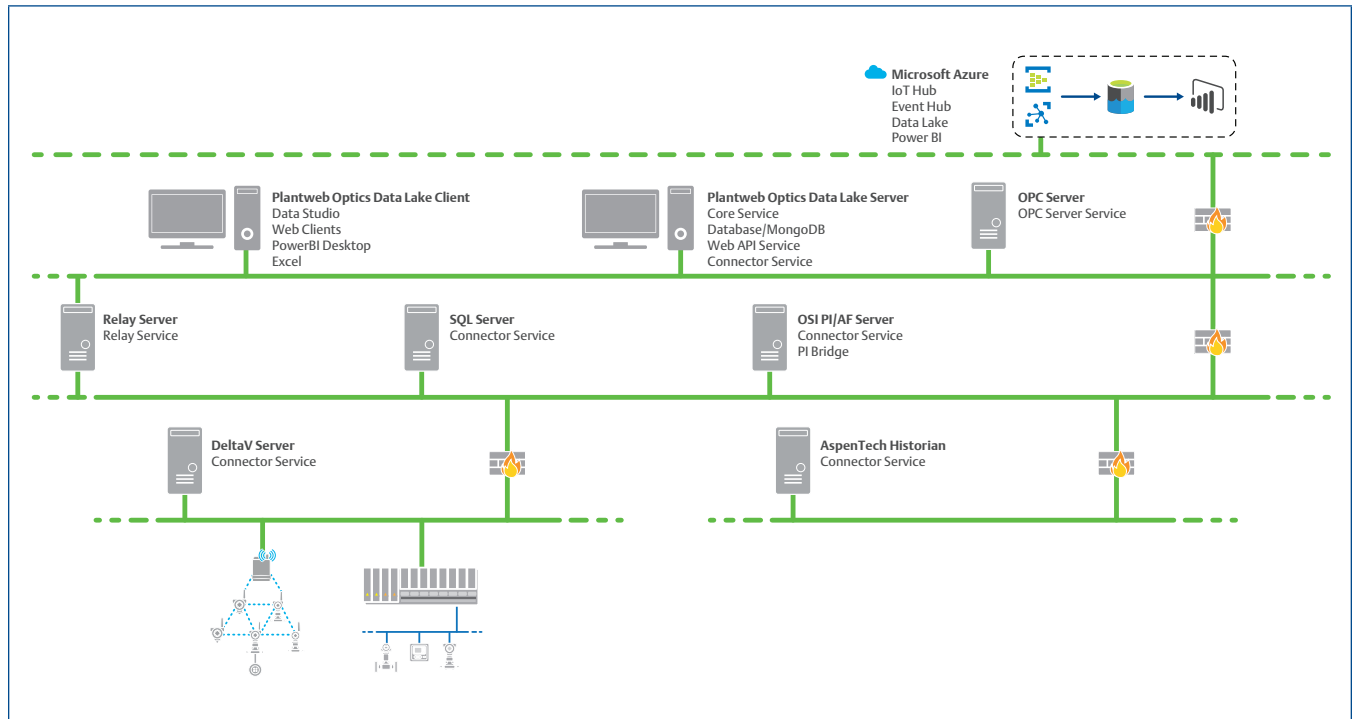 Microsoft Azure
IoT Hub
Event Hub
Data Lake
Power BI
Plantweb Optics Data Lake Client
Data Studio
Web Clients
PowerBI Desktop
Excel
Plantweb Optics Data Lake Server
Core Service
Database/MongoDB
Web API Service
Connector Service
OPC Server
OPC Server Service
Relay Server
Relay Service
SQL Server
Connector Service
OSI PI/AF Server
Connector Service
PI Bridge
DeltaV Server
Connector Service
AspenTech Historian
Connector Service